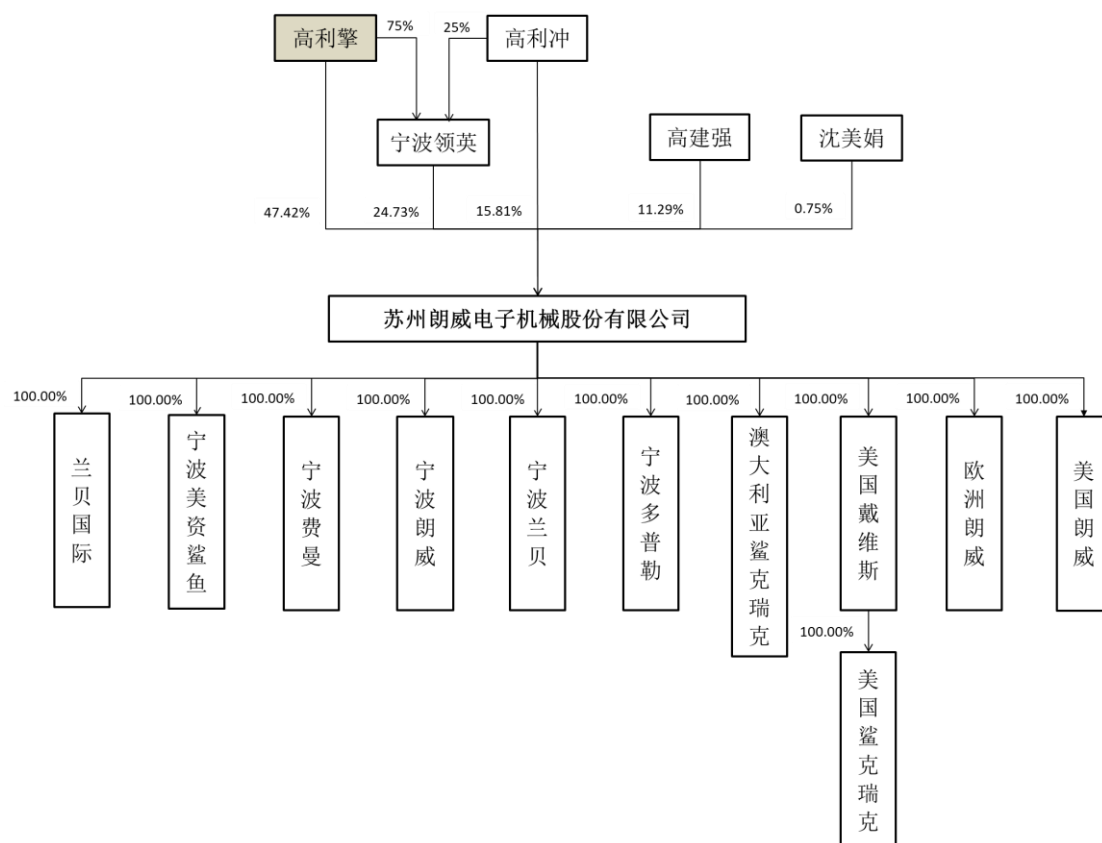 高利擎
75%
25%
高利冲
宁波领英
高建强
沈美娟
47.42%
24.73%
15.81%
11.29%
0.75%
苏州朗威电子机械股份有限公司
100.00%
100.00%
100.00%
100.00%
100.00%
100.00%
100.00%
100.00%
100.00%
100.00%
兰贝国际
宁波美资鲨鱼
宁波费曼
宁波朗威
宁波兰贝
宁波多普勒
澳大利亚鲨克瑞克
美国戴维斯
欧洲朗威
美国朗威
100.00%
美国鲨克瑞克